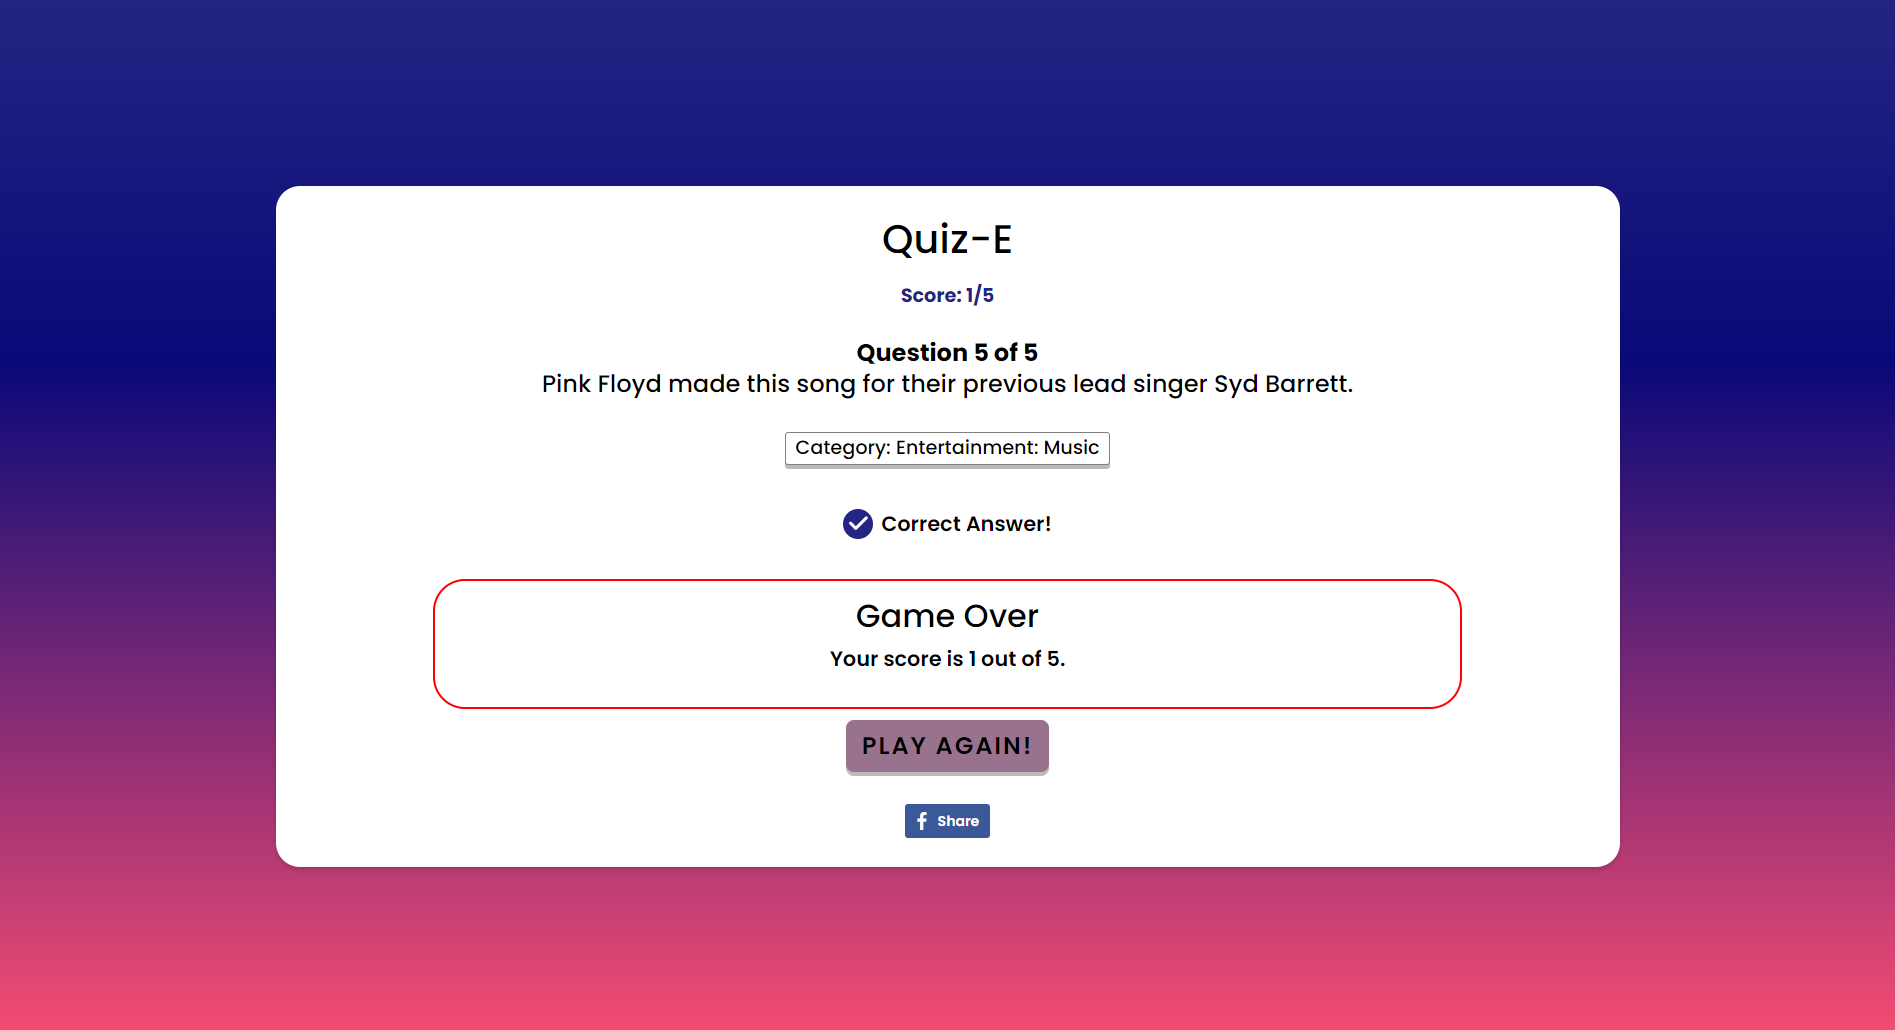 Quiz-E
Score: 1/5
Question 5 of 5
Pink Floyd made this song for their previous lead singer Syd Barrett.
Category: Entertainment: Music
Correct Answer!
Game Over
Your score is 1 out of 5.
PLAY AGAIN!
Share